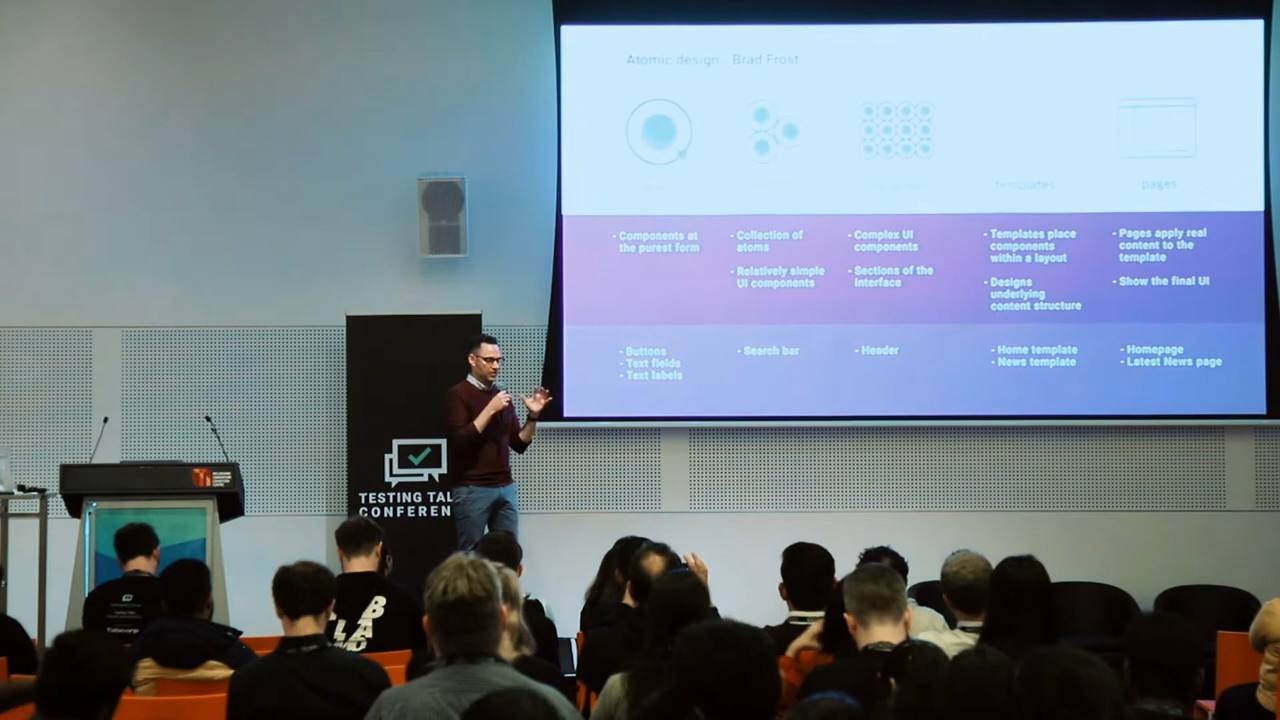 Atomic design Brad Frost
templates
pages
- Components at
the purest form
- Collection of
atoms
- Relatively simple
UI components
- Complex UI
components
- Sections of the
Interface
- Templates place
components
within a layout
- Designs
underlying
content structure
- Pages apply real
content to the
template
- Show the final UI
- Buttons
- Text fields
- Text labels
- Search bar
- Header
- Home template
- News template
- Homepage
- Latest News page
TESTING TAL
CONFEREN
Tabcorp